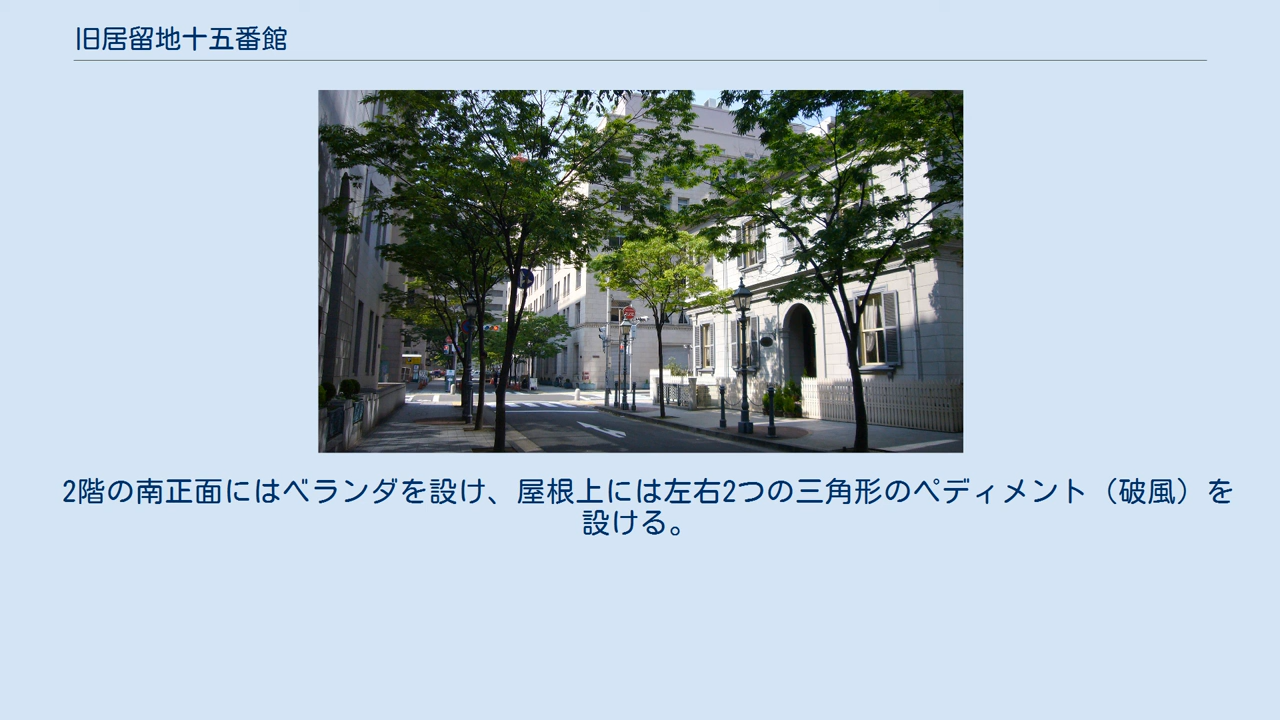 旧居留地十五番館
2階の南正面にはベランダを設け、屋根上には左右2つの三角形のペディメント（破風）を
設ける。